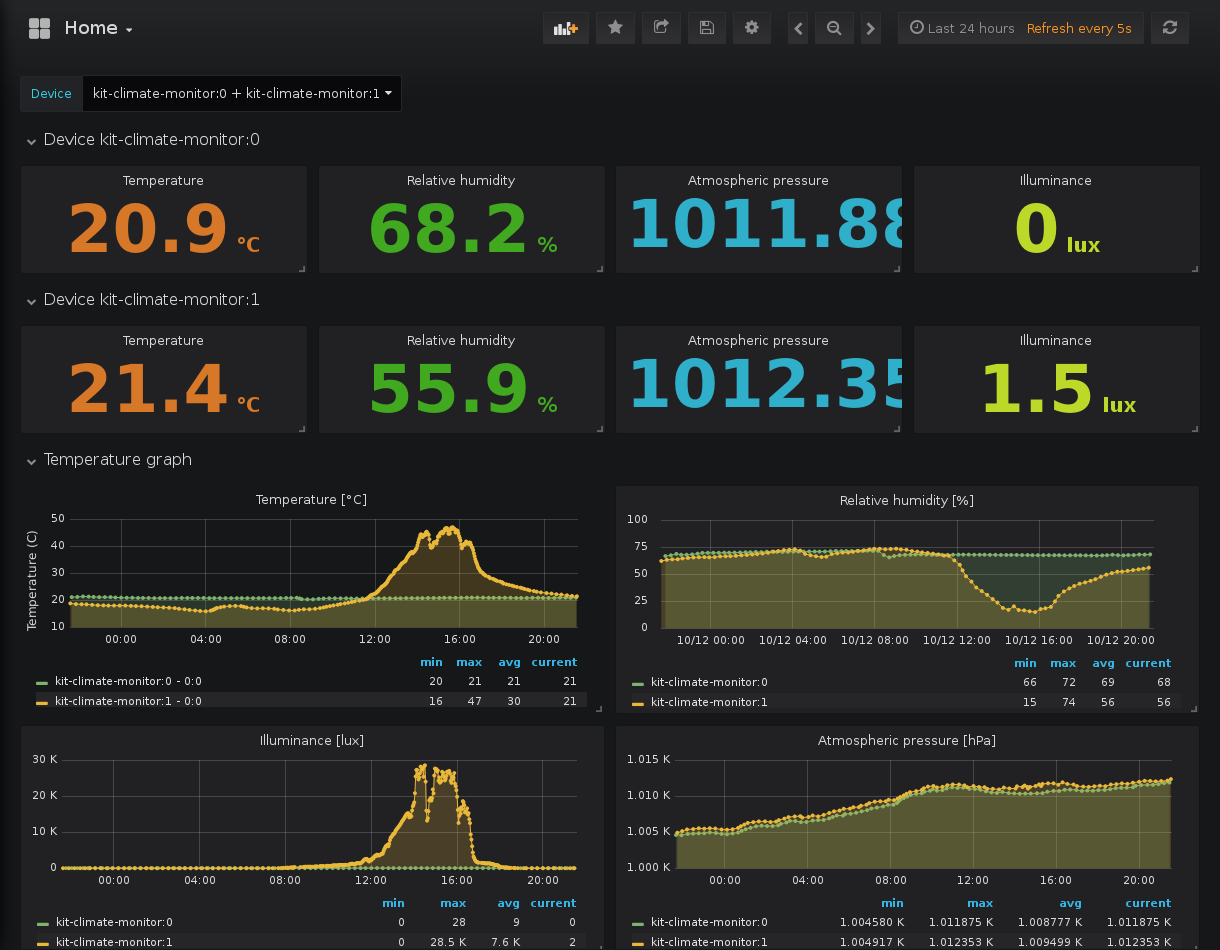 Home
Last 24 hours Refresh every 5s
Device kit-climate-monitor:0 + kit-climate-monitor:1
Device kit-climate-monitor:0
Temperature Relative humidity Atmospheric pressure Illuminance
20.9 °C 68.2 % 1011.88 0 lux
Device kit-climate-monitor:1
Temperature Relative humidity Atmospheric pressure Illuminance
21.4 °C 55.9 % 1012.35 1.5 lux
Temperature graph
Temperature [°C]
Temperature (C)
50
40
30
20
10
00:00 04:00 08:00 12:00 16:00 20:00
min max avg current
kit-climate-monitor:0 - 0:0 20 21 21 21
kit-climate-monitor:1 - 0:0 16 47 30 21
Relative humidity [%]
100
75
50
25
0
10/12 00:00 10/12 04:00 10/12 08:00 10/12 12:00 10/12 16:00 10/12 20:00
min max avg current
kit-climate-monitor:0 66 72 69 68
kit-climate-monitor:1 15 74 56 56
Illuminance [lux]
30 K
20 K
10 K
0
00:00 04:00 08:00 12:00 16:00 20:00
min max avg current
kit-climate-monitor:0 0 28 9 0
kit-climate-monitor:1 0 28.5 K 7.6 K 2
Atmospheric pressure [hPa]
1.015 K
1.010 K
1.005 K
1.000 K
00:00 04:00 08:00 12:00 16:00 20:00
min max avg current
kit-climate-monitor:0 1.004580 K 1.011875 K 1.008777 K 1.011875 K
kit-climate-monitor:1 1.004917 K 1.012353 K 1.009499 K 1.012353 K